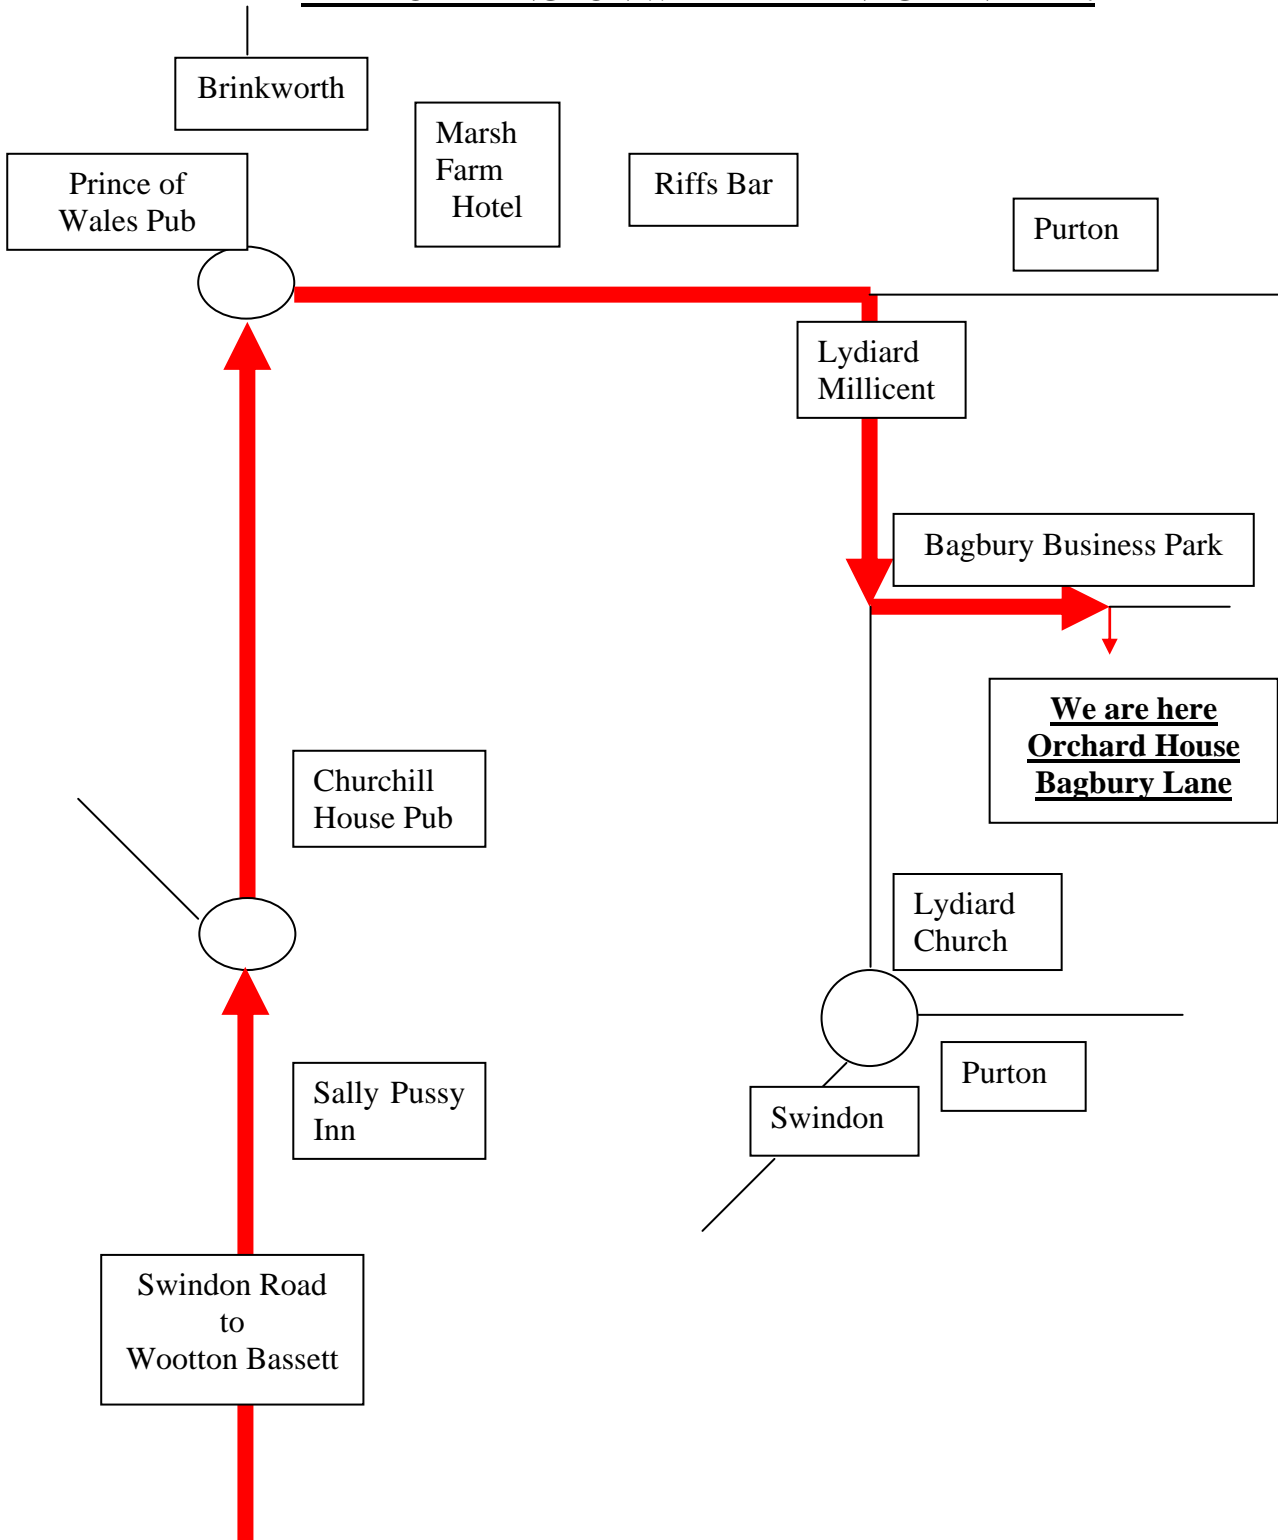 Brinkworth
Marsh
Farm
Hotel
Prince of
Wales Pub
Riffs Bar
Purton
Lydiard
Millicent
Bagbury Business Park
We are here
Orchard House
Bagbury Lane
Churchill
House Pub
Lydiard
Church
Sally Pussy
Inn
Purton
Swindon
Swindon Road
to
Wootton Bassett